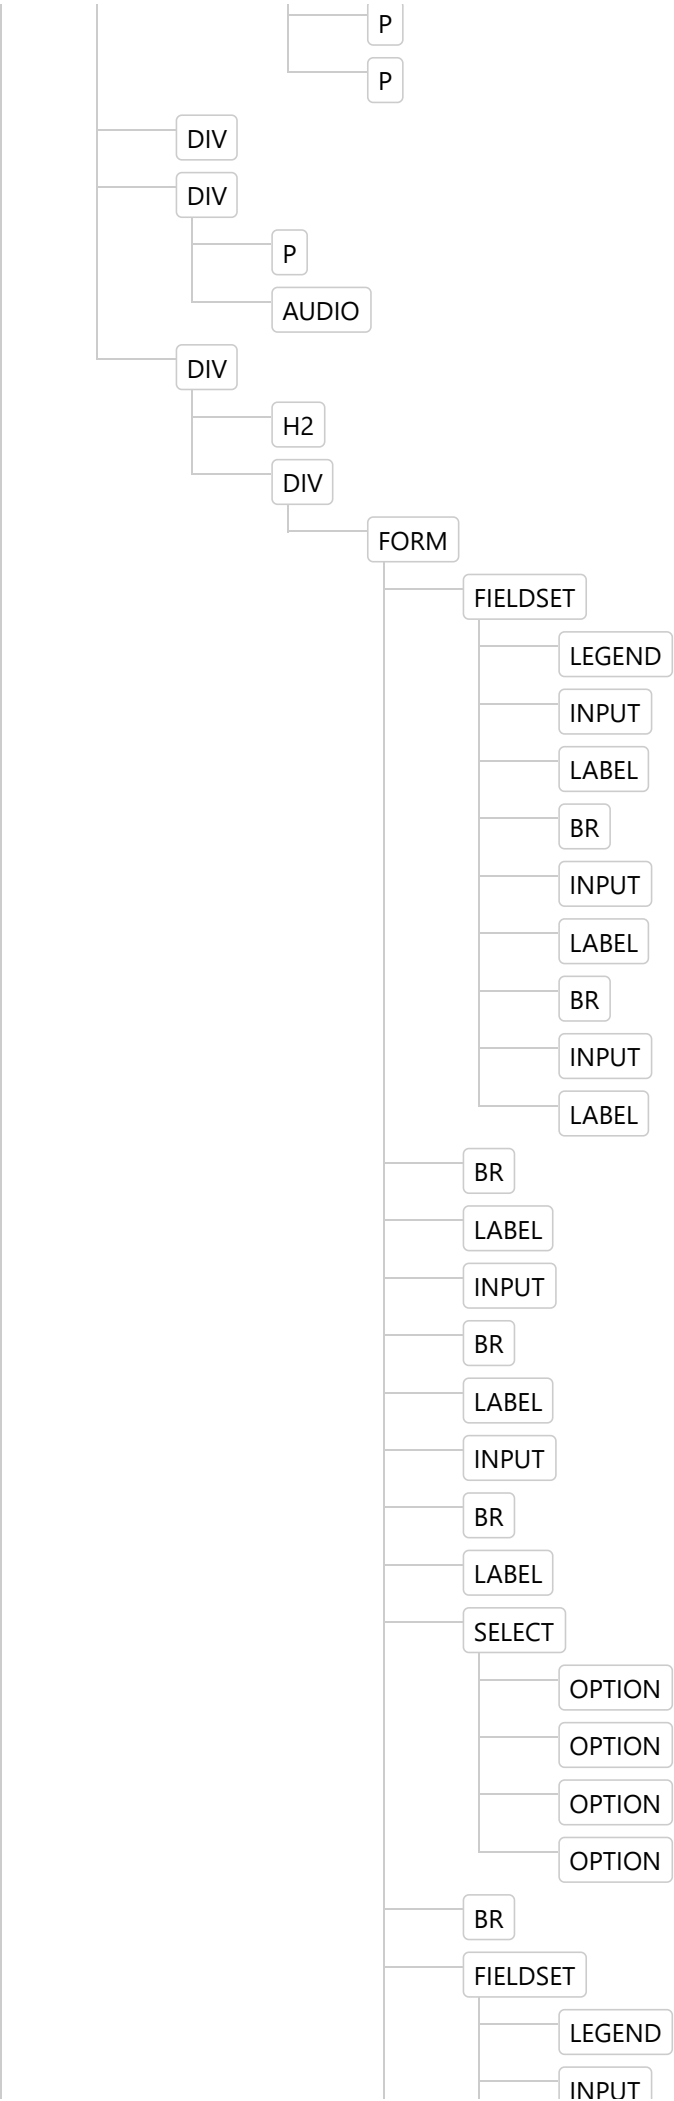 P
P
DIV
DIV
P
AUDIO
DIV
H2
DIV
FORM
FIELDSET
LEGEND
INPUT
LABEL
BR
INPUT
LABEL
BR
INPUT
LABEL
BR
LABEL
INPUT
BR
LABEL
INPUT
BR
LABEL
SELECT
OPTION
OPTION
OPTION
OPTION
BR
FIELDSET
LEGEND
INPUT